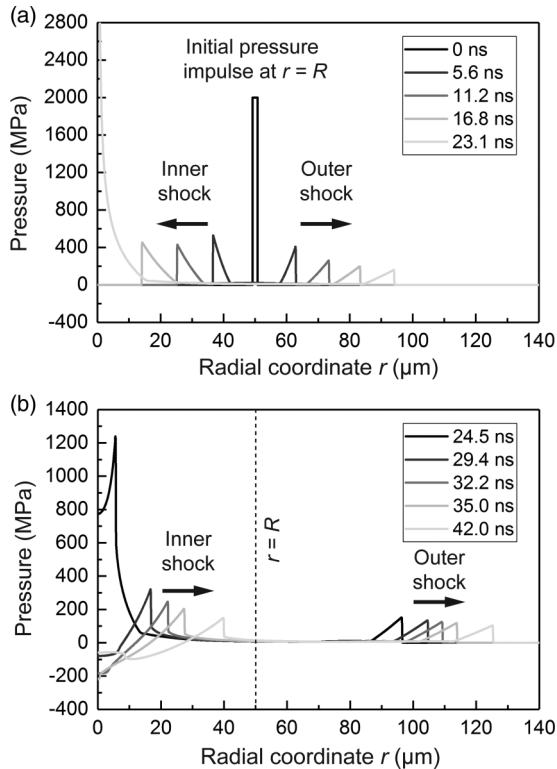 (a)
2800
2400
2000
1600
1200
800
400
0
-400
Pressure (MPa)
Initial pressure
impulse at r = R
0 ns
5.6 ns
11.2 ns
16.8 ns
23.1 ns
Inner
shock
Outer
shock
0 20 40 60 80 100 120 140
Radial coordinate r (μm)
(b)
1400
1200
1000
800
600
400
200
0
-200
-400
Pressure (MPa)
24.5 ns
29.4 ns
32.2 ns
35.0 ns
42.0 ns
Inner
shock
r = R
Outer
shock
0 20 40 60 80 100 120 140
Radial coordinate r (μm)